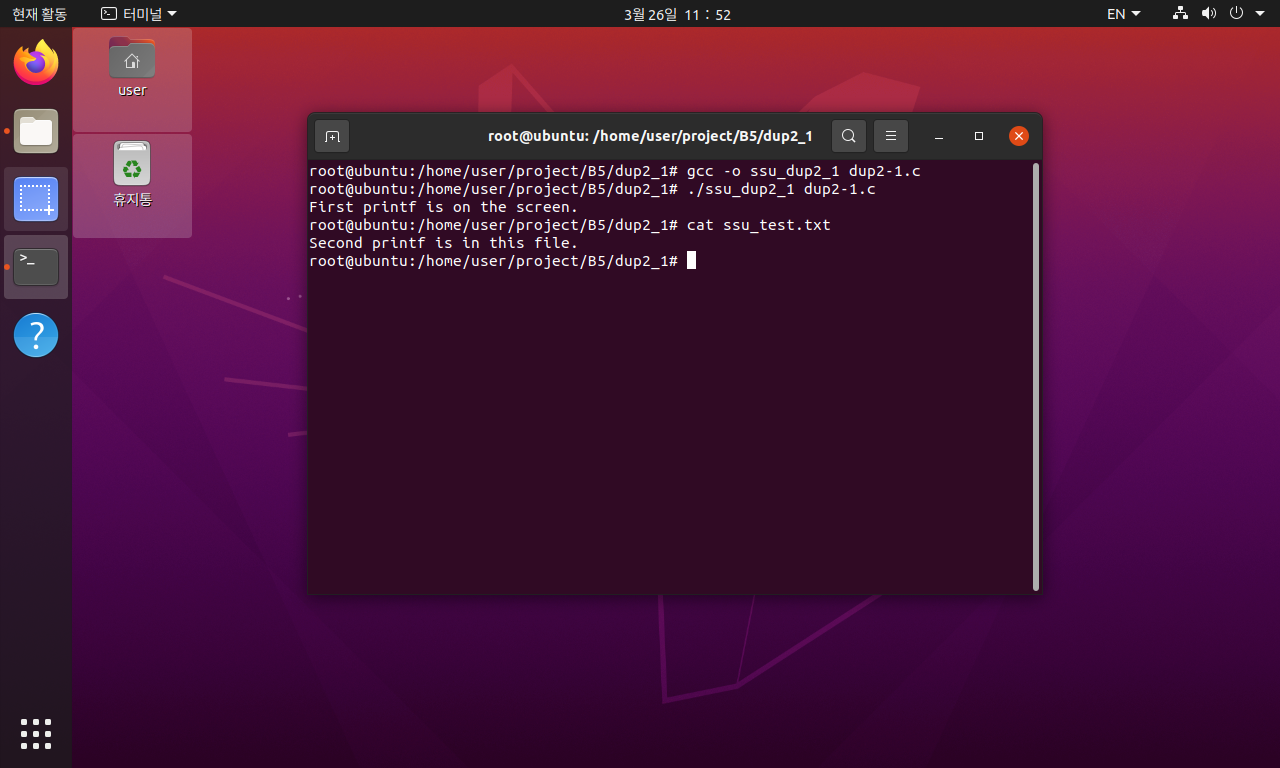 현재 활동 터미널 3월 26일 11 : 52 EN
user
휴지통
root@ubuntu: /home/user/project/B5/dup2_1
root@ubuntu:/home/user/project/B5/dup2_1# gcc -o ssu_dup2_1 dup2-1.c
root@ubuntu:/home/user/project/B5/dup2_1# ./ssu_dup2_1 dup2-1.c
First printf is on the screen.
root@ubuntu:/home/user/project/B5/dup2_1# cat ssu_test.txt
Second printf is in this file.
root@ubuntu:/home/user/project/B5/dup2_1#